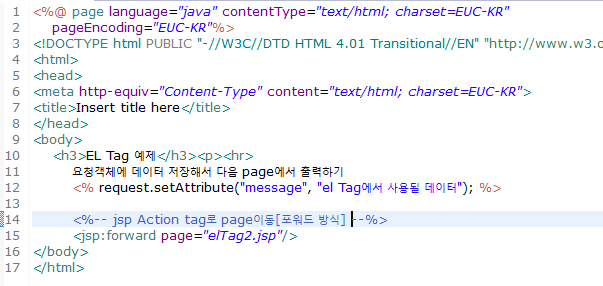 1 <%@ page language="java" contentType="text/html; charset=EUC-KR"
2 pageEncoding="EUC-KR"%>
3 <!DOCTYPE html PUBLIC "-//W3C//DTD HTML 4.01 Transitional//EN" "http://www.w3.o
4 <html>
5 <head>
6 <meta http-equiv="Content-Type" content="text/html; charset=EUC-KR">
7 <title>Insert title here</title>
8 </head>
9 <body>
10 <h3>EL Tag 예제</h3><p><hr>
11 요청객체에 데이터 저장해서 다음 page에서 출력하기
12 <% request.setAttribute("message", "el Tag에서 사용될 데이터"); %>
13
14 <%-- jsp Action tag로 page이동[포워드 방식] --%>
15 <jsp:forward page="elTag2.jsp"/>
16 </body>
17 </html>